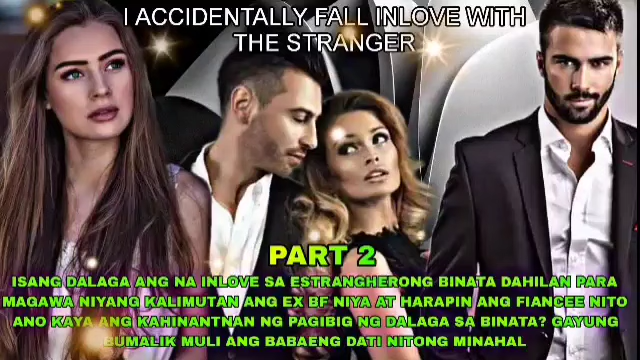 I ACCIDENTALLY FALL INLOVE WITH
THE STRANGER
PART 2
ISANG DALAGA ANG NA INLOVE SA ESTRANGHERONG BINATA DAHILAN PARA
MAGAWA NIYANG KALIMUTAN ANG EX BF NIYA AT HARAPIN ANG FIANCEE NITO
ANO KAYA ANG KAHINANTNAN NG PAGIBIG NG DALAGA SA BINATA? GAYUNG
BUMALIK MULI ANG BABAENG DATI NITONG MINAHAL